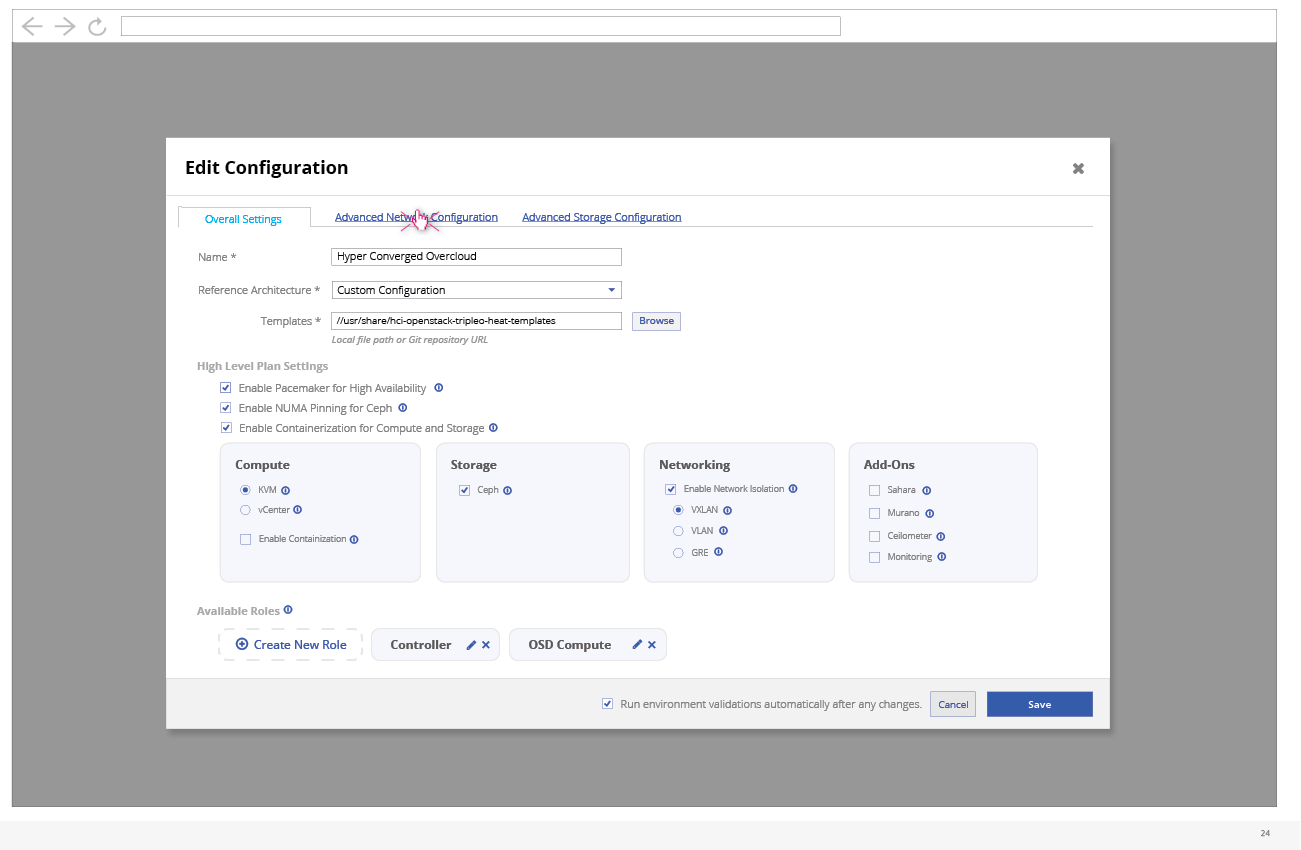 Edit Configuration
Overall Settings
Advanced Network Configuration
Advanced Storage Configuration
Name *
Hyper Converged Overcloud
Reference Architecture *
Custom Configuration
Templates *
//usr/share/hci-openstack-tripleo-heat-templates
Browse
Local file path or Git repository URL
High Level Plan Settings
Enable Pacemaker for High Availability
Enable NUMA Pinning for Ceph
Enable Containerization for Compute and Storage
Compute
KVM
vCenter
Enable Containization
Storage
Ceph
Networking
Enable Network Isolation
VXLAN
VLAN
GRE
Add-Ons
Sahara
Murano
Ceilometer
Monitoring
Available Roles
Create New Role
Controller
OSD Compute
Run environment validations automatically after any changes.
Cancel
Save
24